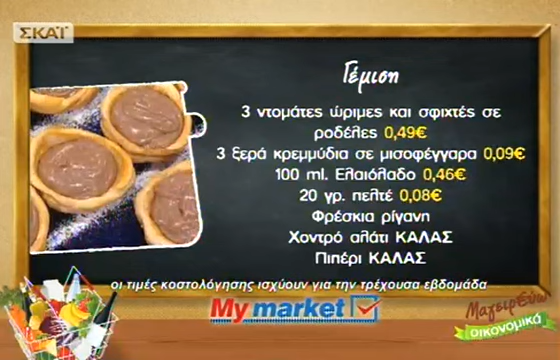 ΣΚΑΪ
Γέμιση
3 ντομάτες ώριμες και σφιχτές σε
ροδέλες 0,49€
3 ξερά κρεμμύδια σε μισοφέγγαρα 0,09€
100 ml. Ελαιόλαδο 0,46€
20 γρ. πελτέ 0,08€
Φρέσκια ρίγανη
Χοντρό αλάτι ΚΑΛΑΣ
Πιπέρι ΚΑΛΑΣ
οι τιμές κοστολόγησης ισχύουν για την τρέχουσα εβδομάδα
My market
ΜαγειρΕύω
οικονομικά